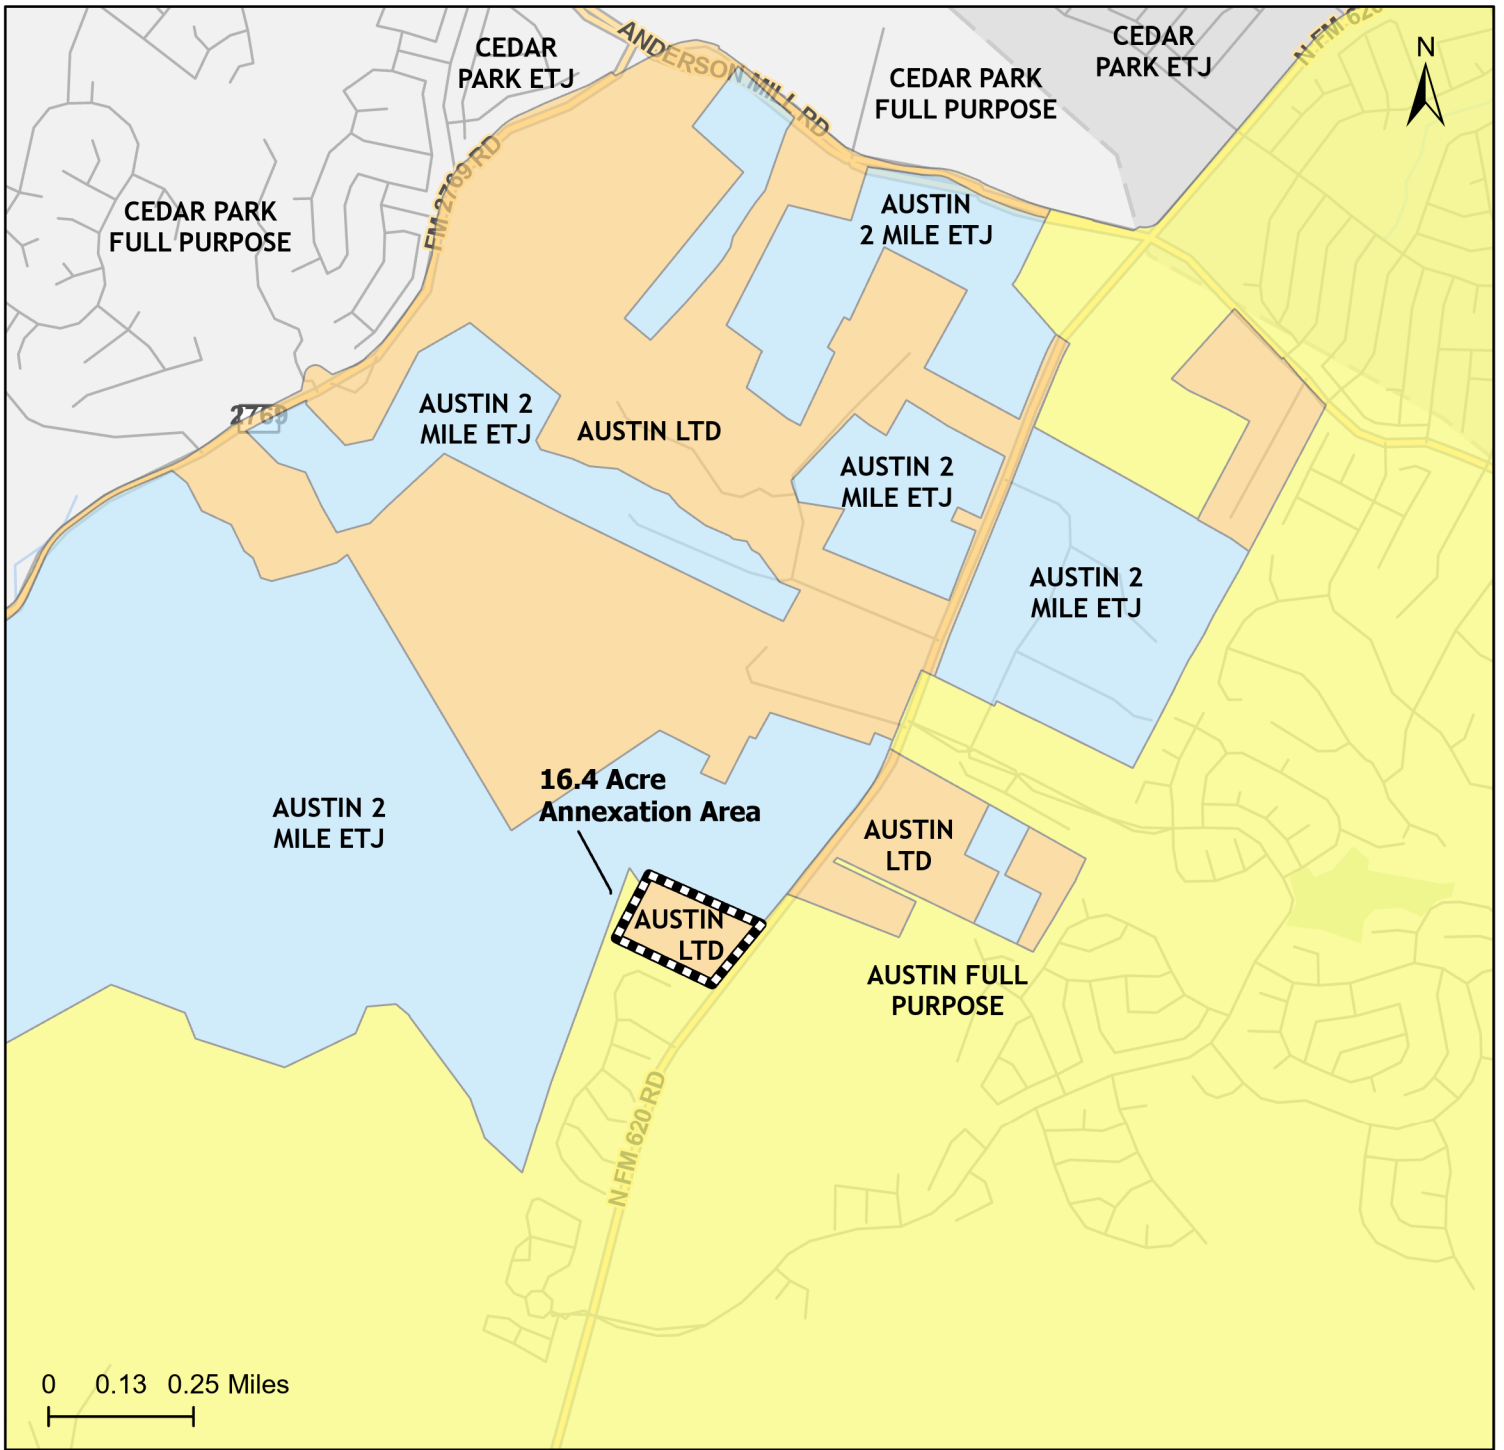 CEDAR
PARK ETJ
ANDERSON MILL RD
CEDAR
PARK ETJ
N FM 620
N
CEDAR PARK
FULL PURPOSE
FM 2769 RD
CEDAR PARK
FULL PURPOSE
AUSTIN
2 MILE ETJ
2769
AUSTIN 2
MILE ETJ
AUSTIN LTD
AUSTIN 2
MILE ETJ
AUSTIN 2
MILE ETJ
16.4 Acre
Annexation Area
AUSTIN 2
MILE ETJ
AUSTIN
LTD
AUSTIN
LTD
AUSTIN FULL
PURPOSE
N FM 620 RD
0 0.13 0.25 Miles